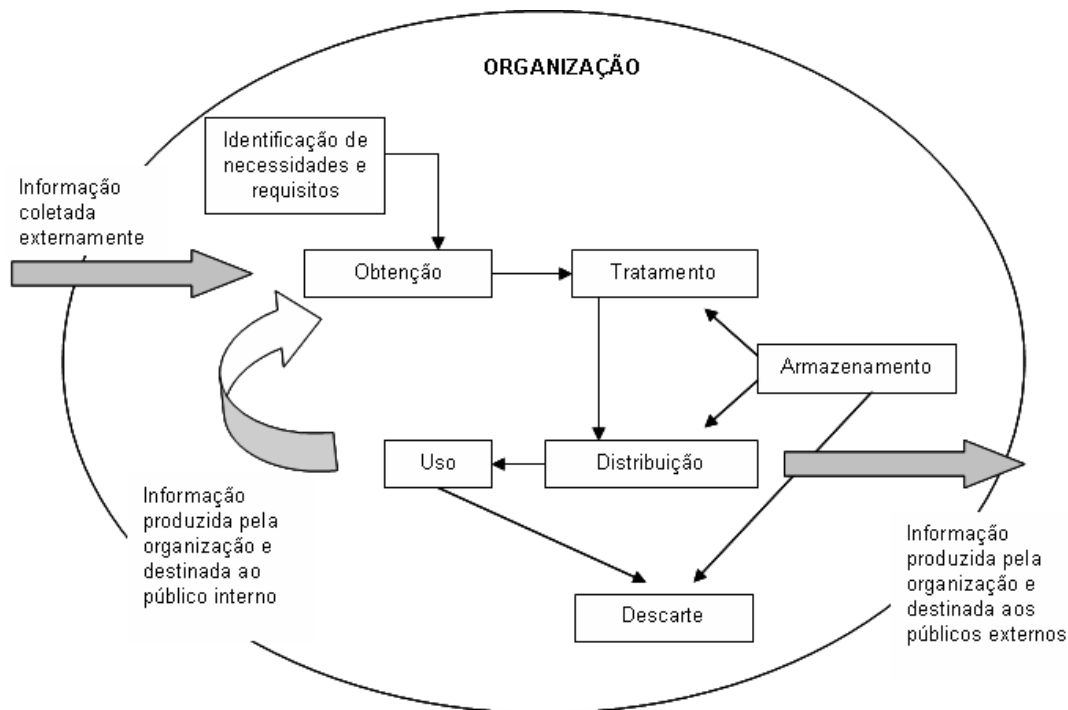 ORGANIZAÇÃO
Identificação de
necessidades e
requisitos
Informação
coletada
externamente
Obtenção
Tratamento
Armazenamento
Uso
Distribuição
Informação
produzida pela
organização e
destinada ao
público interno
Informação
produzida pela
organização e
destinada aos
públicos externos
Descarte